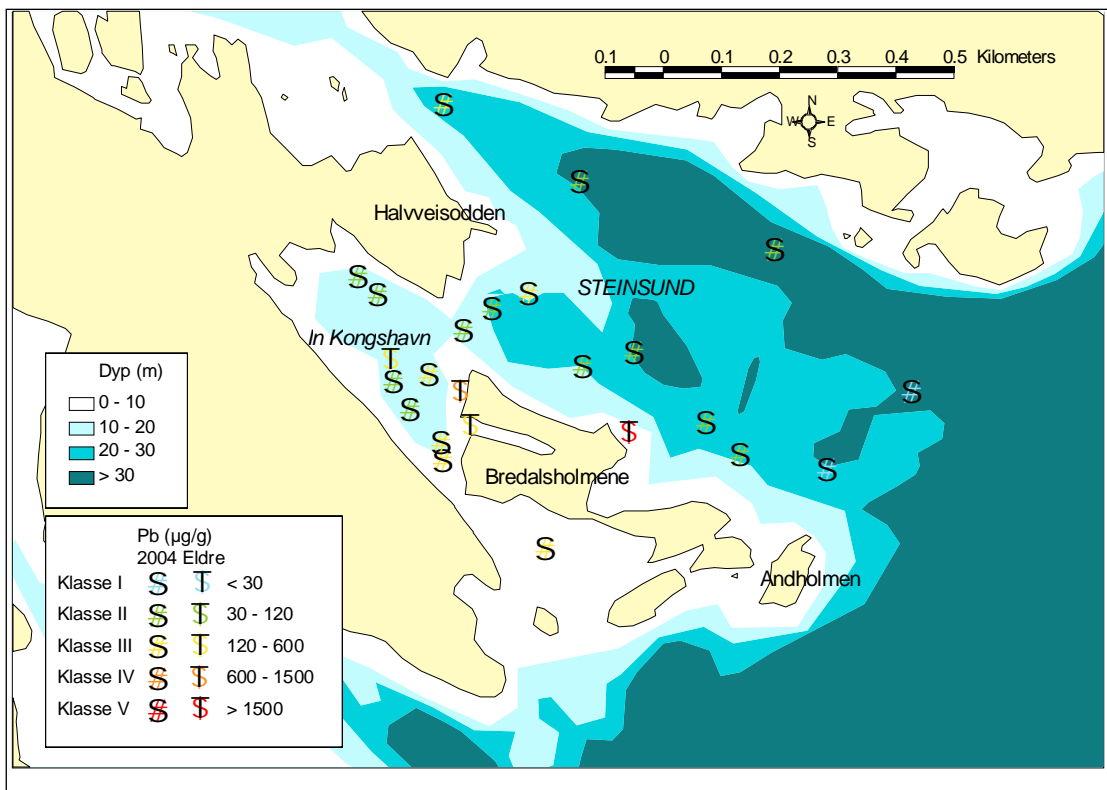 0.1 0 0.1 0.2 0.3 0.4 0.5 Kilometers
N
W E
S
Halvveisodden
STEINSUND
In Kongshavn
Bredalsholmene
Andholmen
Dyp (m)
0 - 10
10 - 20
20 - 30
> 30
Pb (µg/g)
2004 Eldre
Klasse I < 30
Klasse II 30 - 120
Klasse III 120 - 600
Klasse IV 600 - 1500
Klasse V > 1500